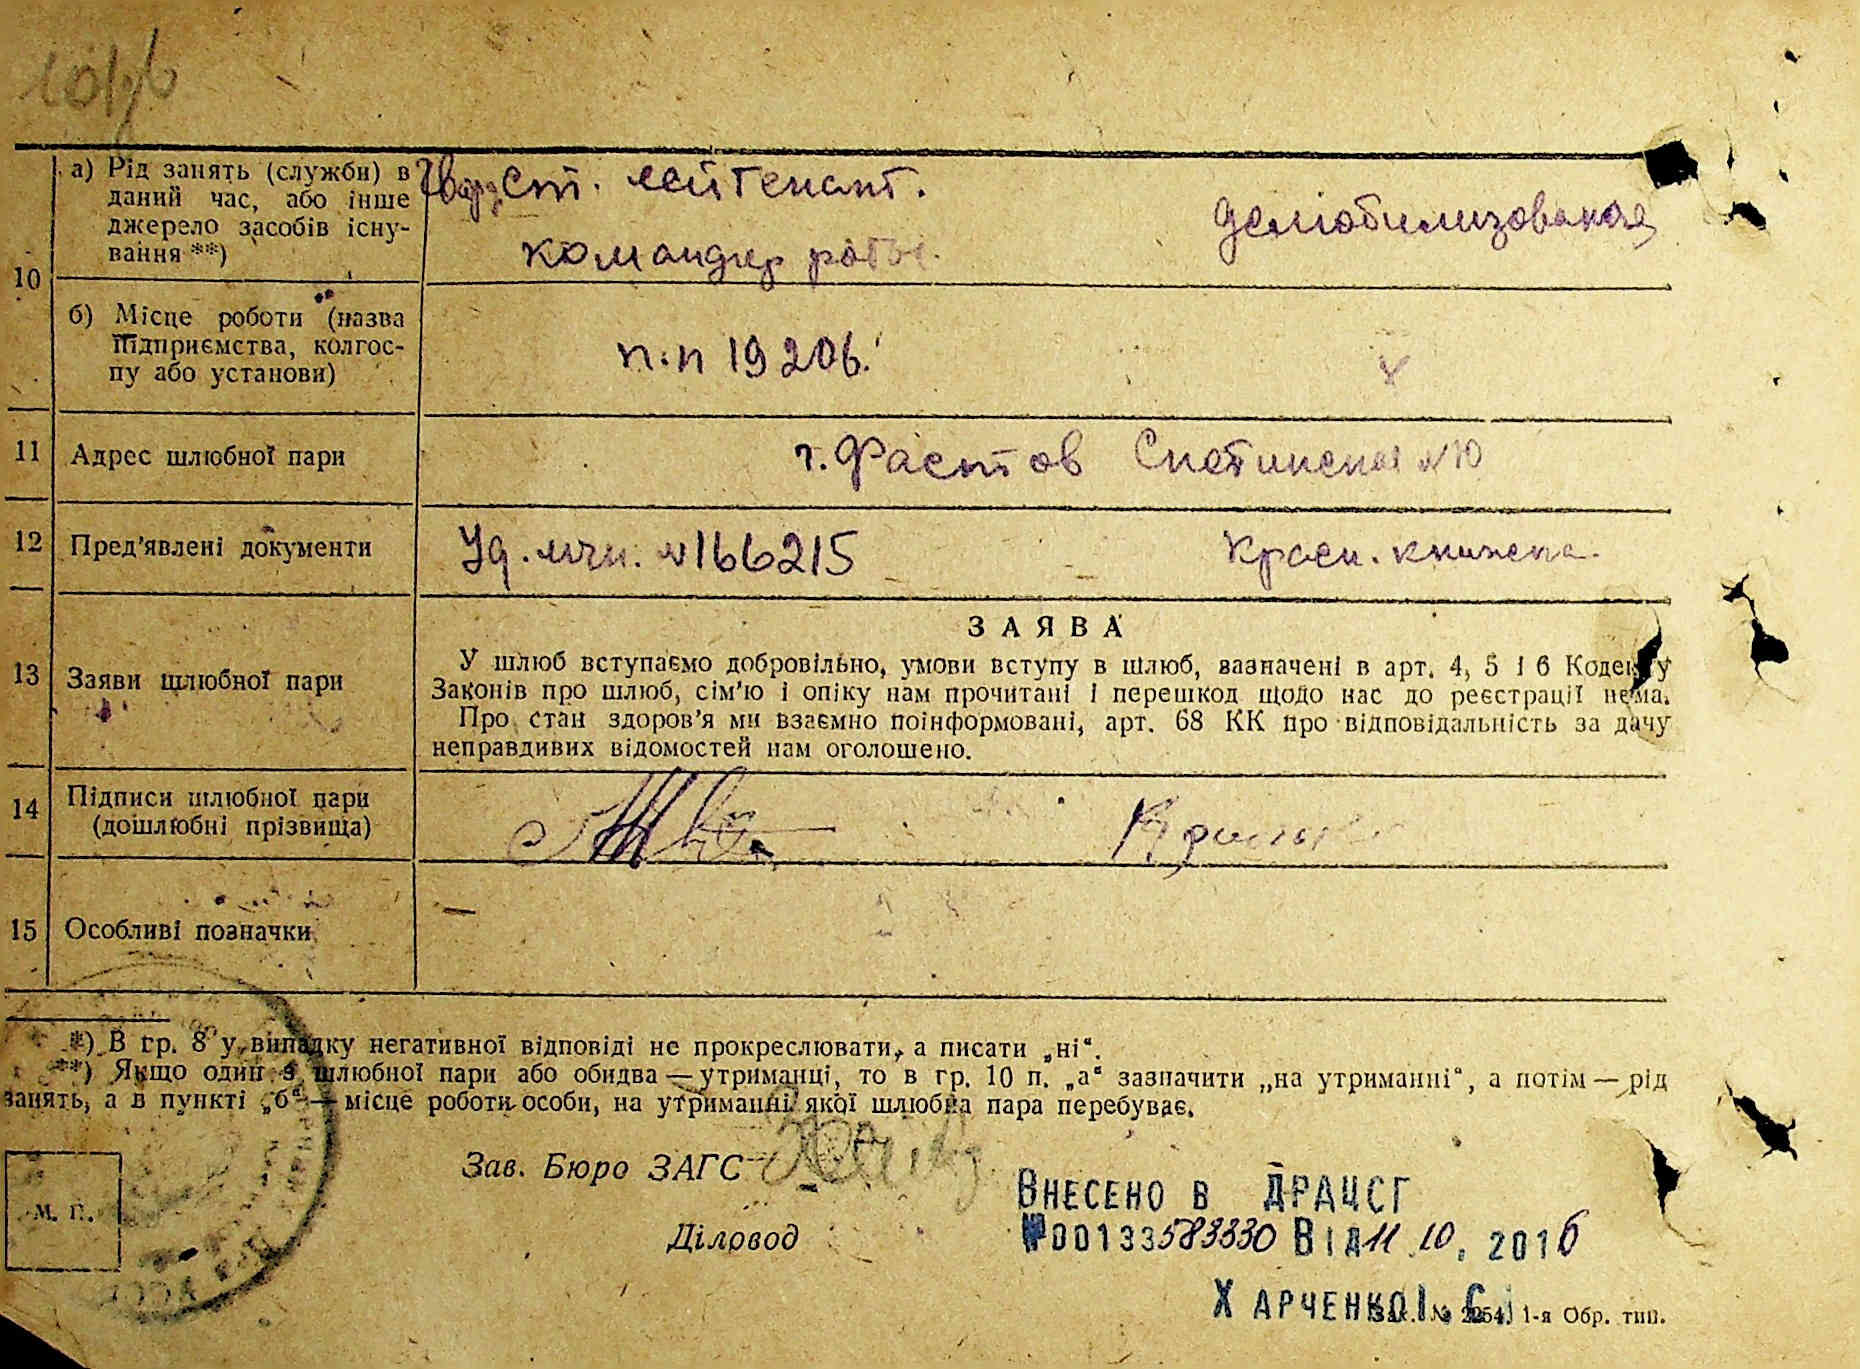 10
а) Рід занять (служби) в
даний час, або інше
джерело засобів існу-
вання **)
Гвард. ст. лейтенант.
командир роты.
демобилизованая
б) Місце роботи (назва
підприємства, колгос-
пу або установи)
п.п 19206.
11
Адрес шлюбної пари
г. Фастов
12
Пред'явлені документи
Уд. лич. №166215
Красн. книжка.
13
Заяви шлюбної пари
ЗАЯВА
У шлюб вступаємо добровільно, умови вступу в шлюб, вазначені в арт. 4, 5 і 6 Кодексу
Законів про шлюб, сім'ю і опіку нам прочитані і перешкод щодо нас до реєстрації нема.
Про стан здоров'я ми взаємно поінформовані, арт. 68 КК про відповідальність за дачу
неправдивих відомостей нам оголошено.
14
Підписи шлюбної пари
(дошлюбні прізвища)
15
Особливі позначки
—
*) В гр. 8 у випадку негативної відповіді не прокреслювати, а писати „ні“.
**) Якщо один з шлюбної пари або обидва — утриманці, то в гр. 10 п. „а“ зазначити „на утриманні“, а потім — рід
занять, а в пункті „б“ — місце роботи особи, на утриманні якої шлюбна пара перебуває.
Зав. Бюро ЗАГС
м. п.
Діловод
Внесено в ДРАЦСГ
№00133583330 Від 11.10.2016
Харченко І. Є.
1-я Обр. тип.